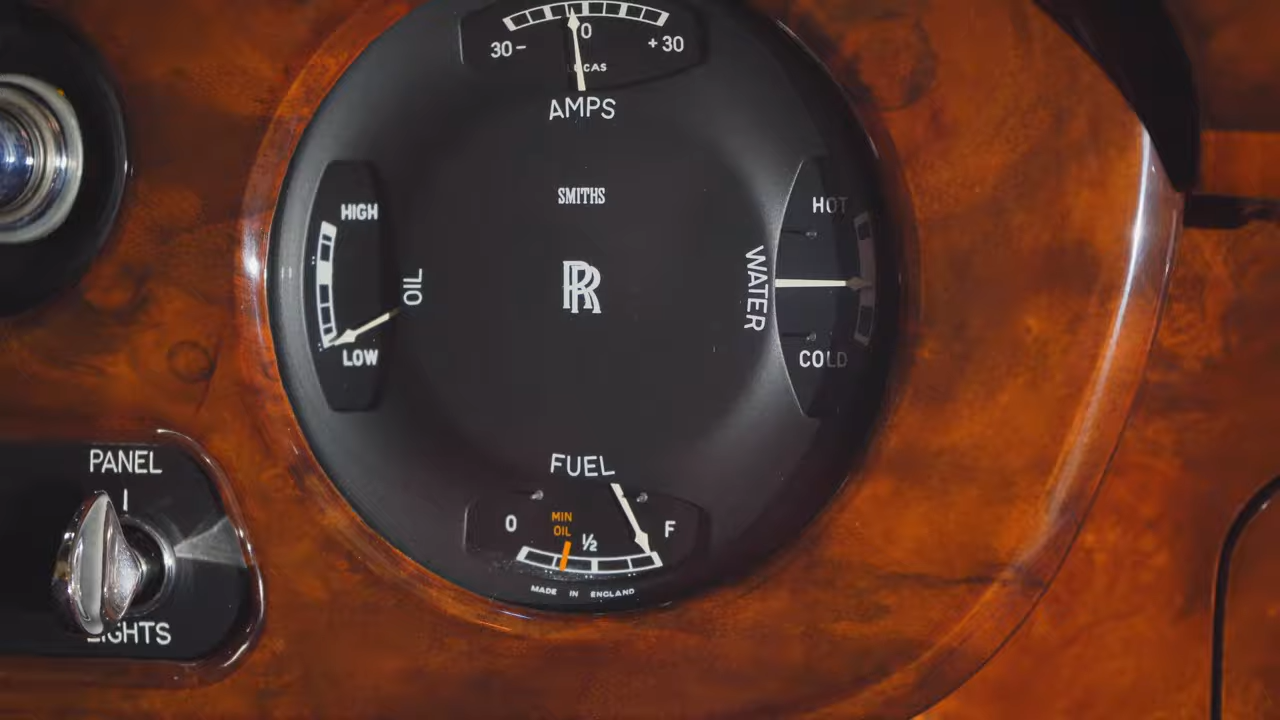 0
30 –
+ 30
LUCAS
AMPS
SMITHS
RR
HIGH
OIL
LOW
HOT
WATER
COLD
FUEL
0
MIN
OIL
½
F
MADE IN ENGLAND
PANEL
LIGHTS